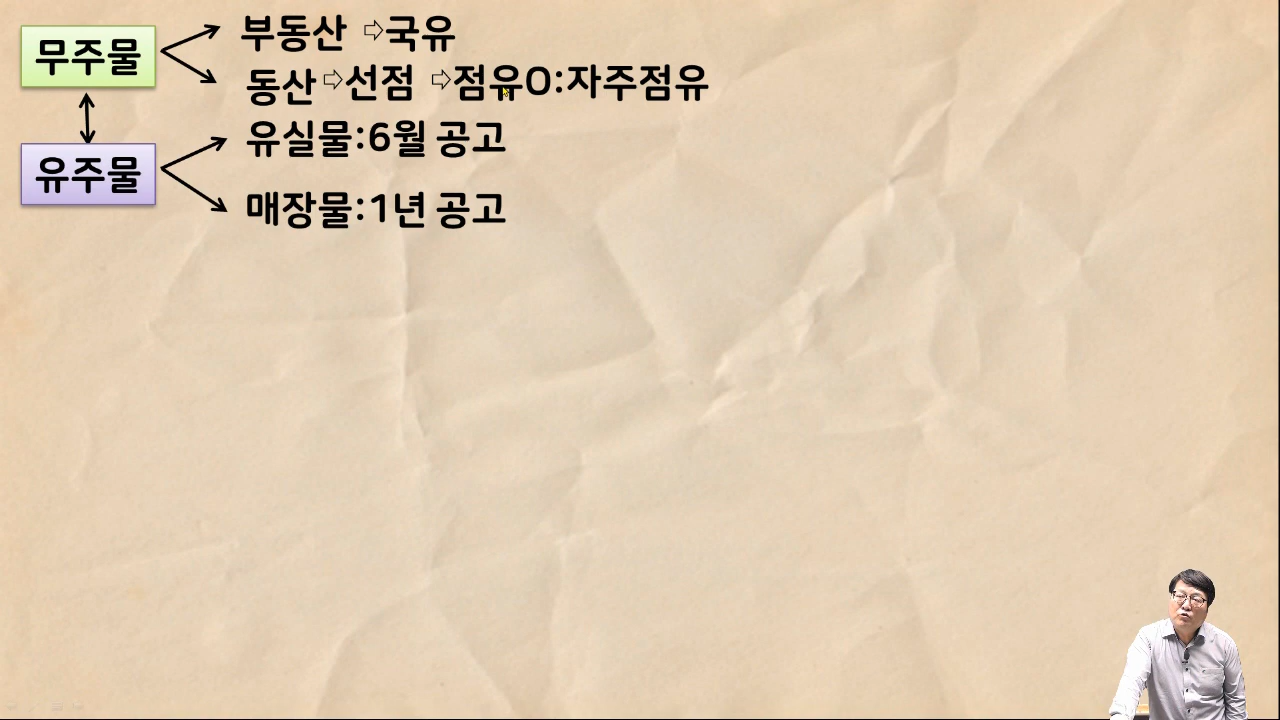 무주물
부동산 ⇨국유
동산⇨선점 ⇨점유O:자주점유
유주물
유실물:6월 공고
매장물:1년 공고